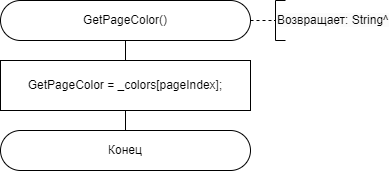 GetPageColor()
Возвращает: String^
GetPageColor = _colors[pageIndex];
Конец